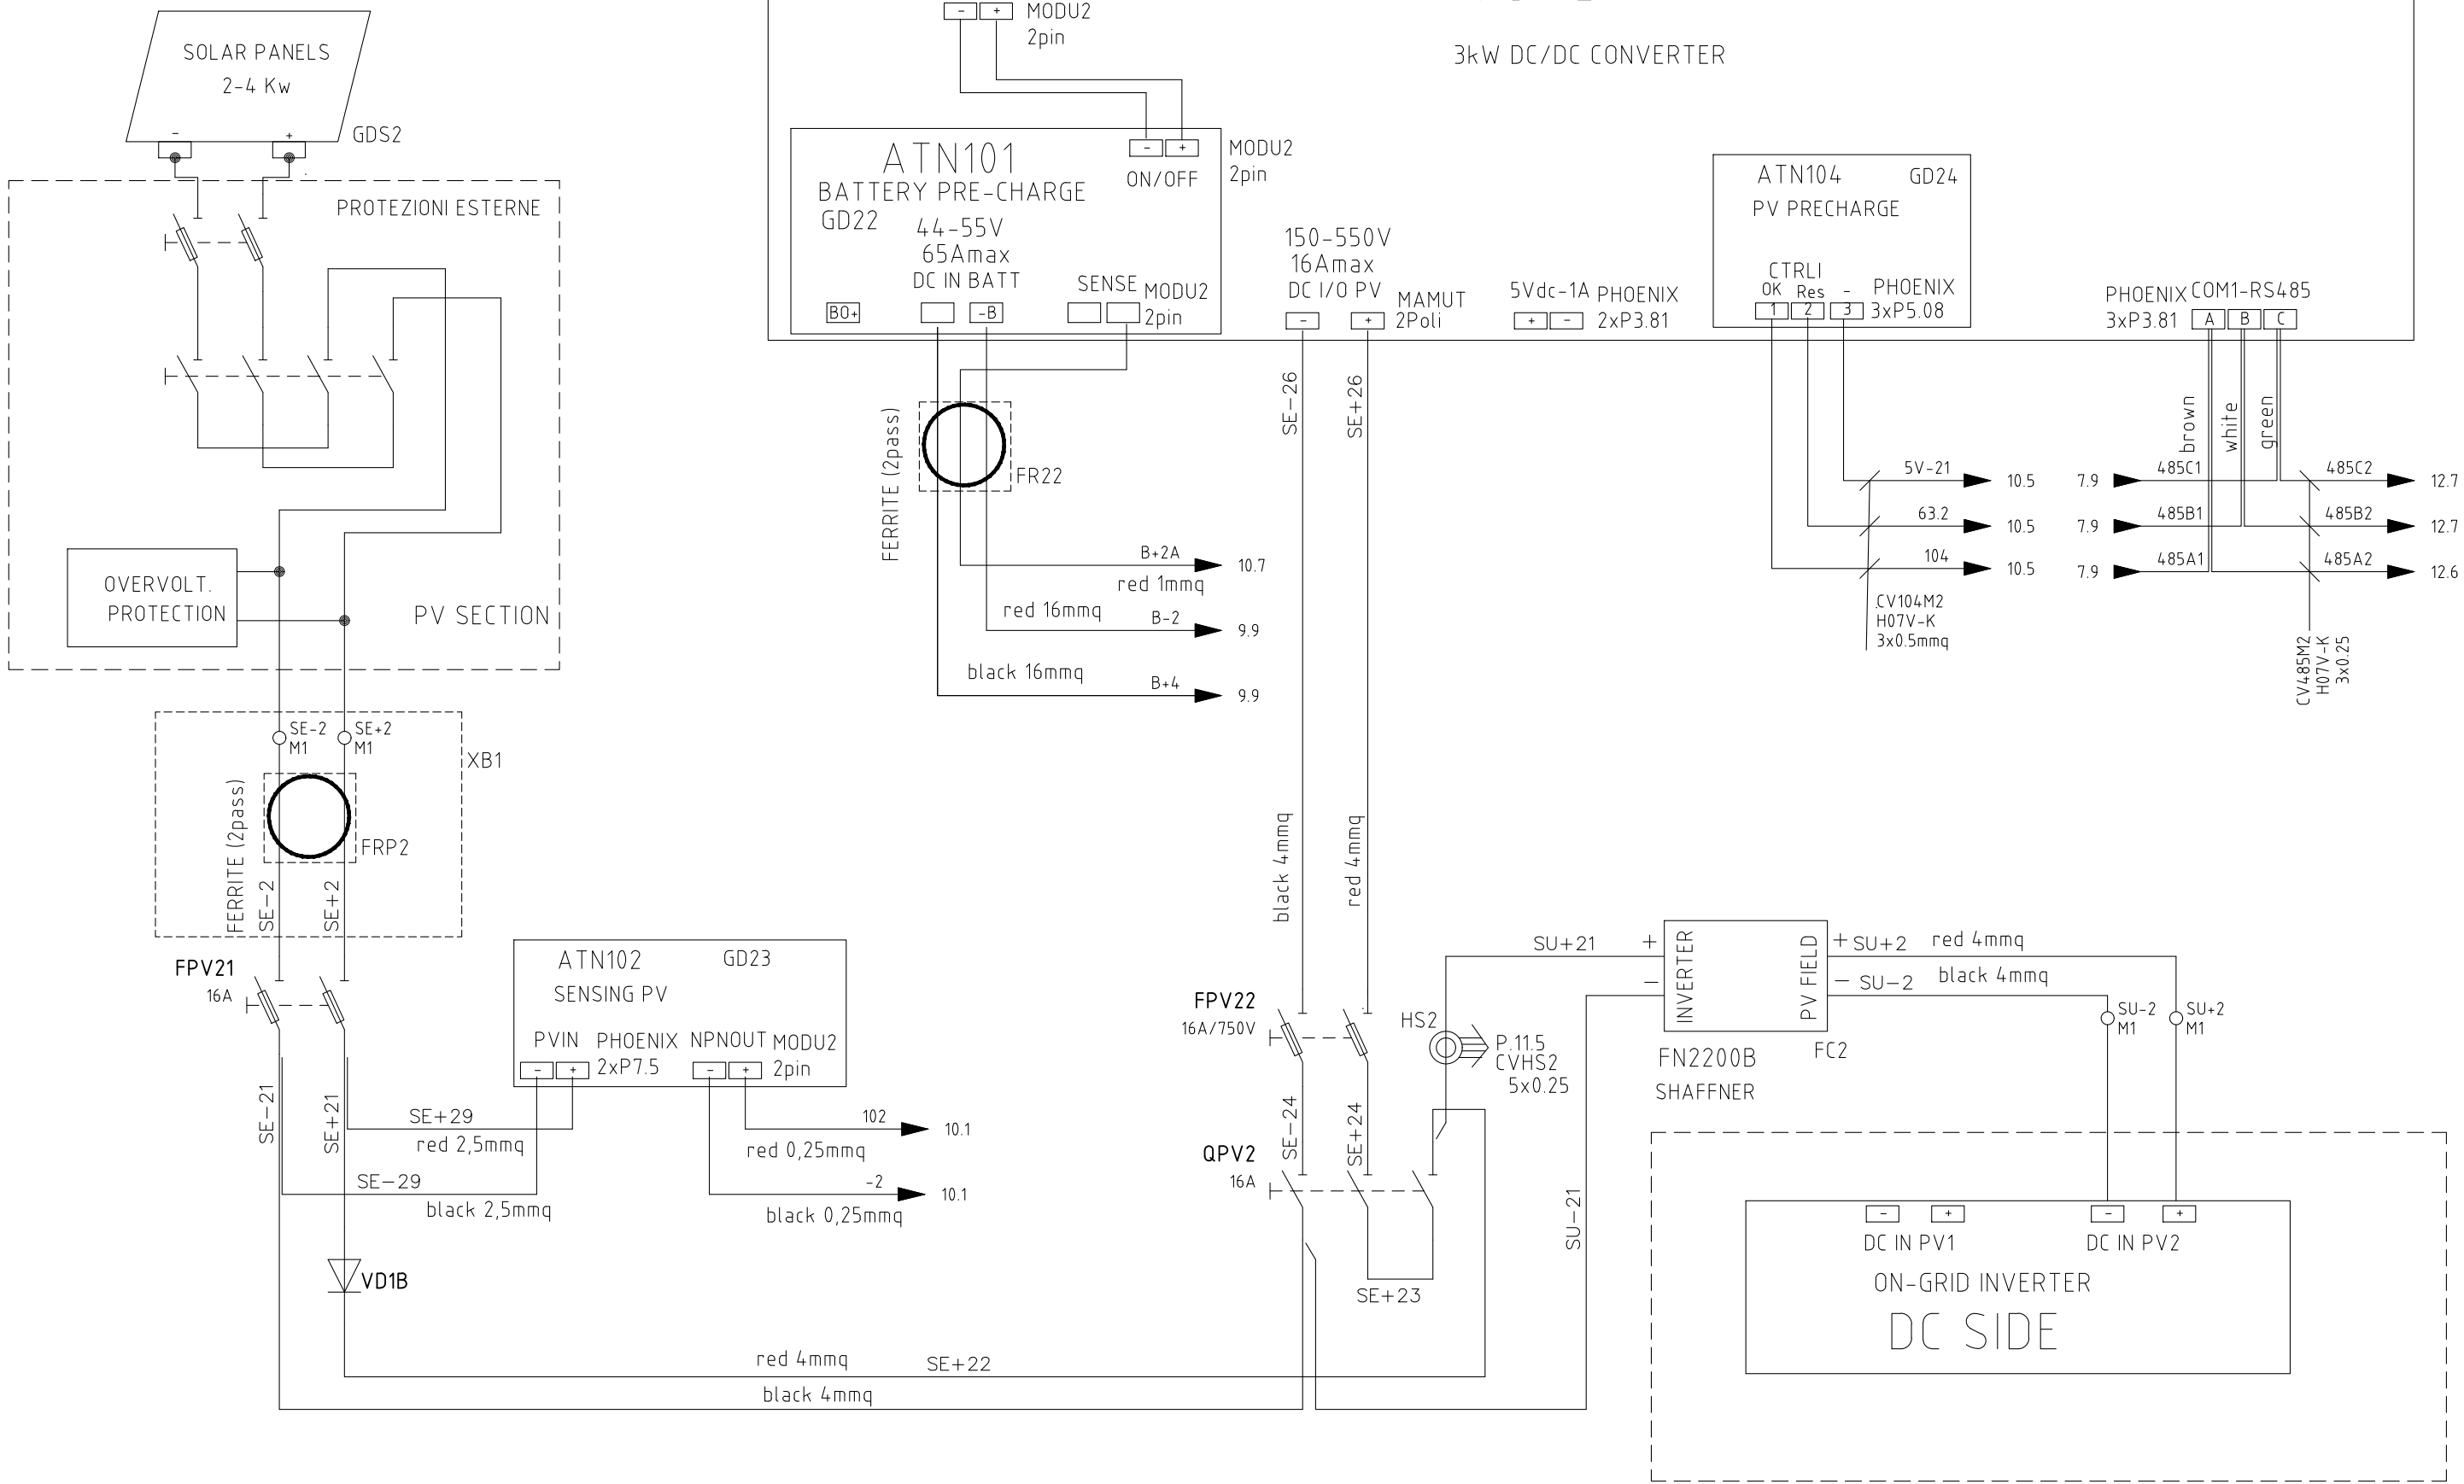 SOLAR PANELS
2-4 Kw
-
+
GDS2
PROTEZIONI ESTERNE
OVERVOLT.
PROTECTION
PV SECTION
SE-2
M1
SE+2
M1
XB1
FERRITE (2pass)
FRP2
SE-2
SE+2
FPV21
16A
SE-21
SE+21
ATN102
GD23
SENSING PV
PVIN
PHOENIX
2xP7.5
NPNOUT
MODU2
2pin
-
+
-
+
SE+29
red 2,5mmq
SE-29
black 2,5mmq
102
10.1
red 0,25mmq
-2
10.1
black 0,25mmq
VD1B
red 4mmq
SE+22
black 4mmq
-
+
MODU2
2pin
3kW DC/DC CONVERTER
ATN101
BATTERY PRE-CHARGE
GD22
44-55V
65Amax
DC IN BATT
-
+
ON/OFF
MODU2
2pin
SENSE
MODU2
2pin
BO+
-B
FERRITE (2pass)
FR22
B+2A
10.7
red 1mmq
red 16mmq
B-2
9.9
black 16mmq
B+4
9.9
150-550V
16Amax
DC I/O PV
MAMUT
2Poli
-
+
5Vdc-1A
PHOENIX
2xP3.81
+
-
SE-26
SE+26
black 4mmq
red 4mmq
ATN104
GD24
PV PRECHARGE
CTRLI
OK
Res
-
PHOENIX
3xP5.08
1
2
3
5V-21
10.5
63.2
10.5
104
10.5
CV104M2
H07V-K
3x0.5mmq
PHOENIX
3xP3.81
COM1-RS485
A
B
C
brown
white
green
7.9
485C1
485C2
12.7
7.9
485B1
485B2
12.7
7.9
485A1
485A2
12.6
CV485M2
H07V-K
3x0.25
FPV22
16A/750V
HS2
P.11.5
CVHS2
5x0.25
SE-24
SE+24
QPV2
16A
SE+23
SU+21
SU-21
+
-
INVERTER
PV FIELD
+
SU+2
red 4mmq
-
SU-2
black 4mmq
FN2200B
FC2
SHAFFNER
SU-2
M1
SU+2
M1
-
+
-
+
DC IN PV1
DC IN PV2
ON-GRID INVERTER
DC SIDE